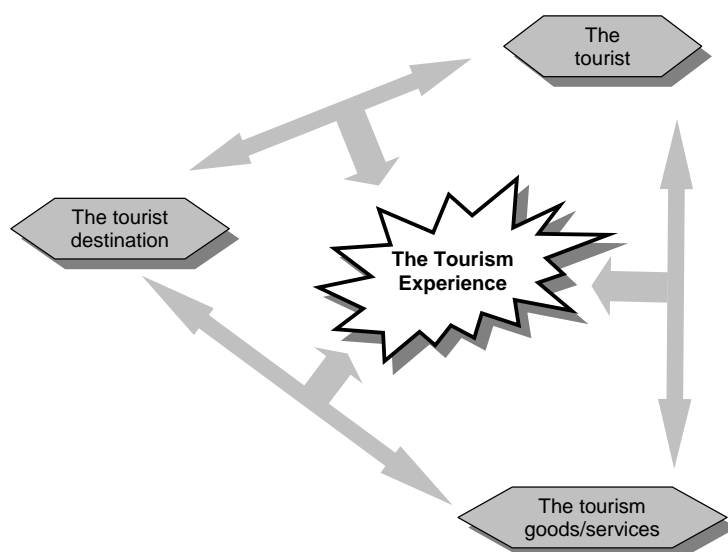 The
tourist
The tourist
destination
The Tourism
Experience
The tourism
goods/services